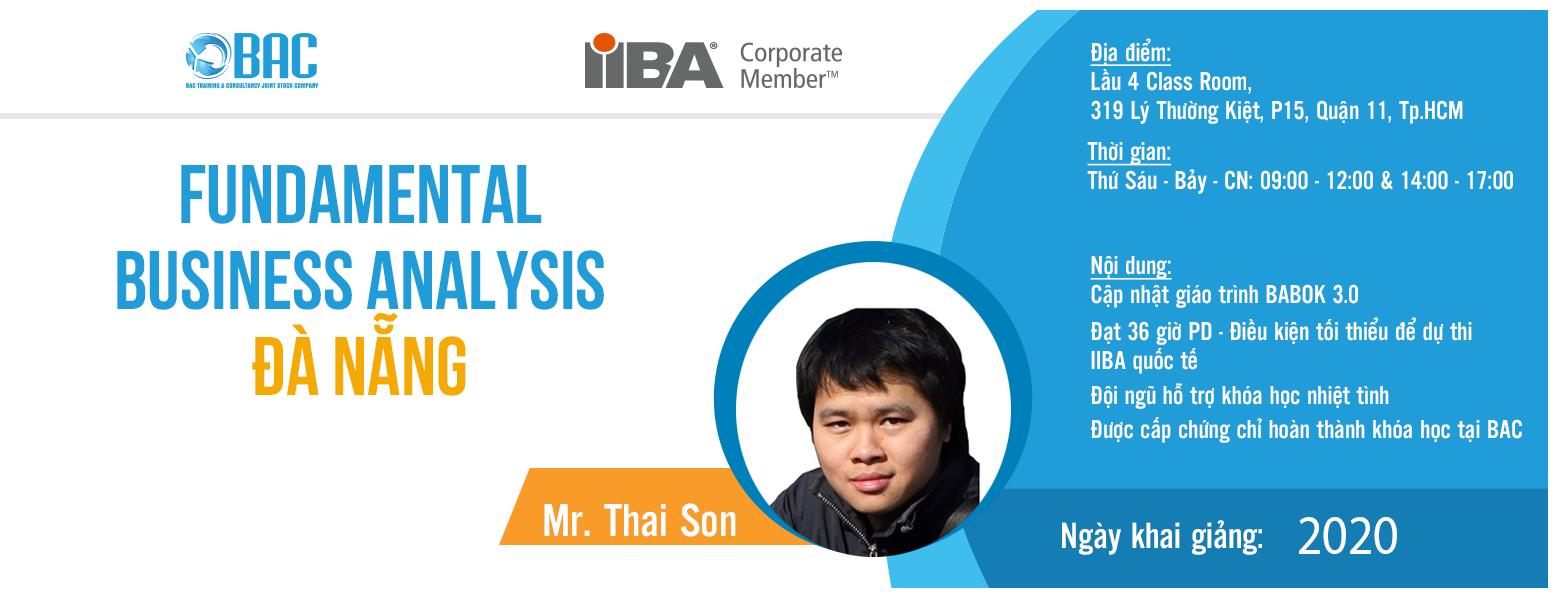 BAC
BAC TRAINING & CONSULTANCY JOINT STOCK COMPANY
IIBA® Corporate
Member™
FUNDAMENTAL
BUSINESS ANALYSIS
ĐÀ NẴNG
Mr. Thai Son
Địa điểm:
Lầu 4 Class Room,
319 Lý Thường Kiệt, P15, Quận 11, Tp.HCM
Thời gian:
Thứ Sáu - Bảy - CN: 09:00 - 12:00 & 14:00 - 17:00
Nội dung:
Cập nhật giáo trình BABOK 3.0
Đạt 36 giờ PD - Điều kiện tối thiểu để dự thi
IIBA quốc tế
Đội ngũ hỗ trợ khóa học nhiệt tình
Được cấp chứng chỉ hoàn thành khóa học tại BAC
Ngày khai giảng: 2020